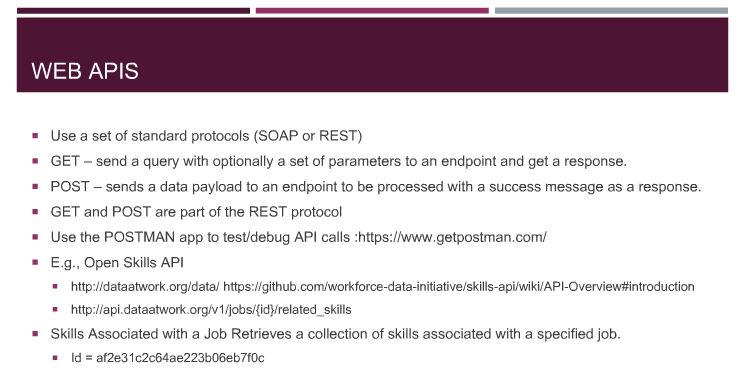 WEB APIS
Use a set of standard protocols (SOAP or REST)
GET – send a query with optionally a set of parameters to an endpoint and get a response.
POST – sends a data payload to an endpoint to be processed with a success message as a response.
GET and POST are part of the REST protocol
Use the POSTMAN app to test/debug API calls :https://www.getpostman.com/
E.g., Open Skills API
http://dataatwork.org/data/ https://github.com/workforce-data-initiative/skills-api/wiki/API-Overview#introduction
http://api.dataatwork.org/v1/jobs/{id}/related_skills
Skills Associated with a Job Retrieves a collection of skills associated with a specified job.
Id = af2e31c2c64ae223b06eb7f0c